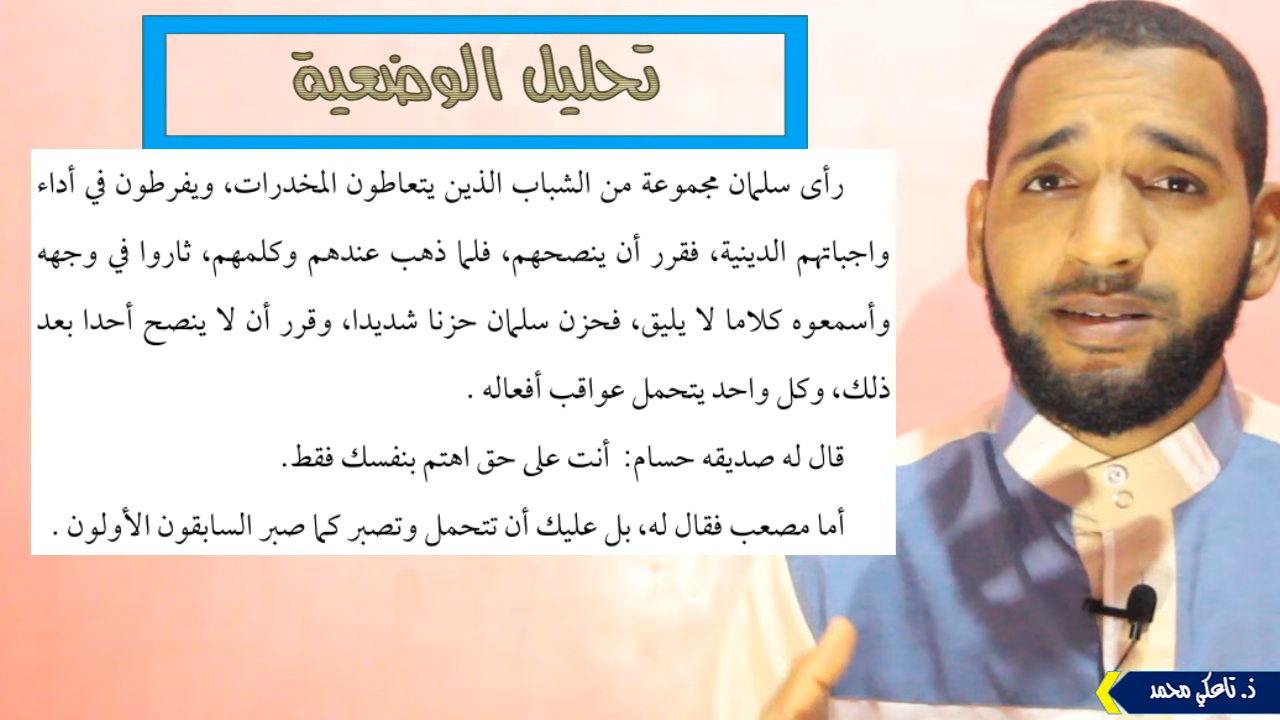 تحليل الوضعية
رأى سلمان مجموعة من الشباب الذين يتعاطون المخدرات، ويفرطون في أداء
واجباتهم الدينية، فقرر أن ينصحهم، فلما ذهب عندهم وكلمهم، ثاروا في وجهه
وأسمعوه كلاما لا يليق، فحزن سلمان حزنا شديدا، وقرر أن لا ينصح أحدا بعد
ذلك، وكل واحد يتحمل عواقب أفعاله .
قال له صديقه حسام: أنت على حق اهتم بنفسك فقط.
أما مصعب فقال له، بل عليك أن تتحمل وتصبر كما صبر السابقون الأولون .
ذ. تاعكي محمد